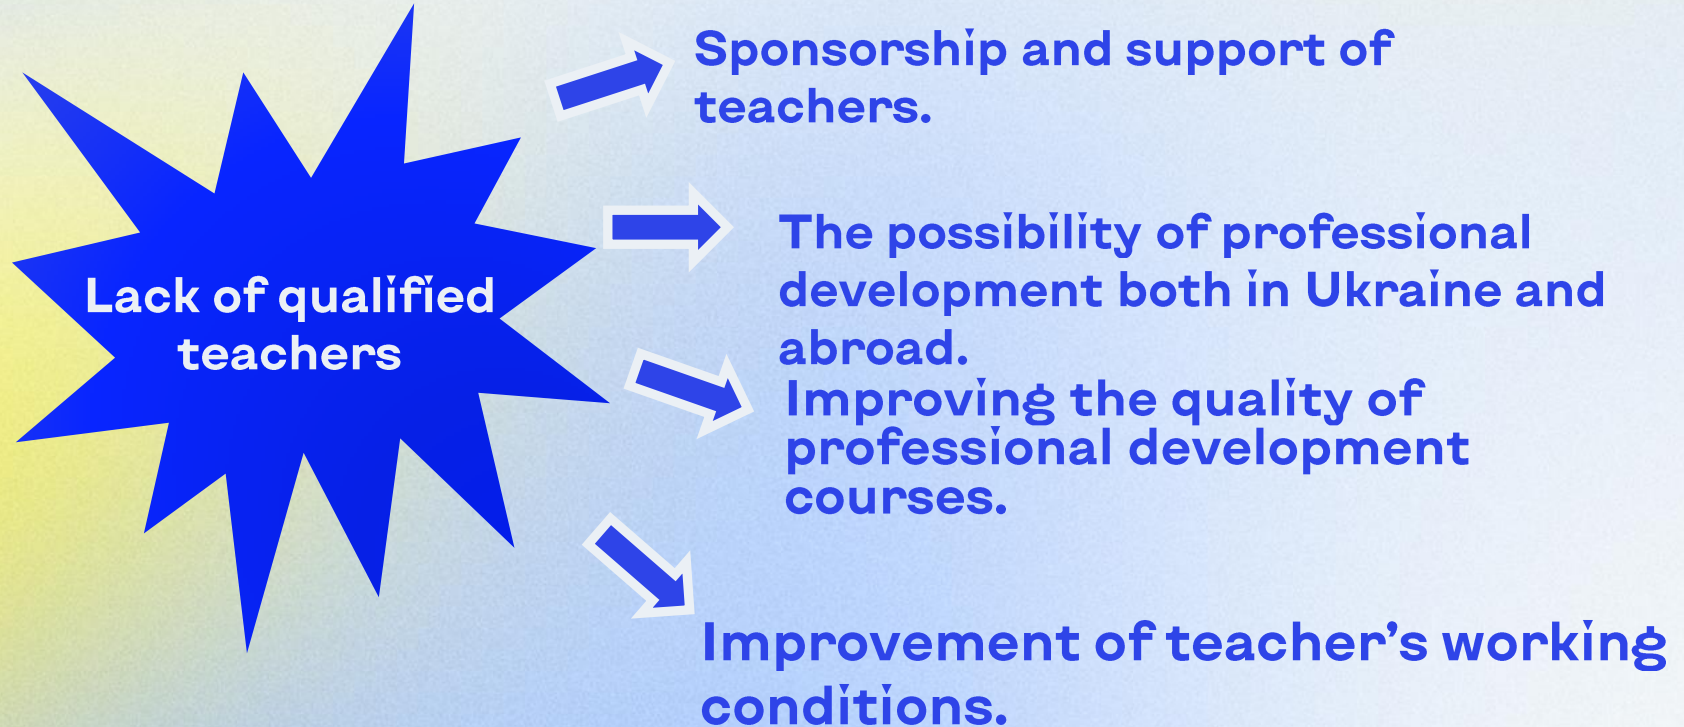 Lack of qualified
teachers
Sponsorship and support of
teachers.
The possibility of professional
development both in Ukraine and
abroad.
Improving the quality of
professional development
courses.
Improvement of teacher’s working
conditions.